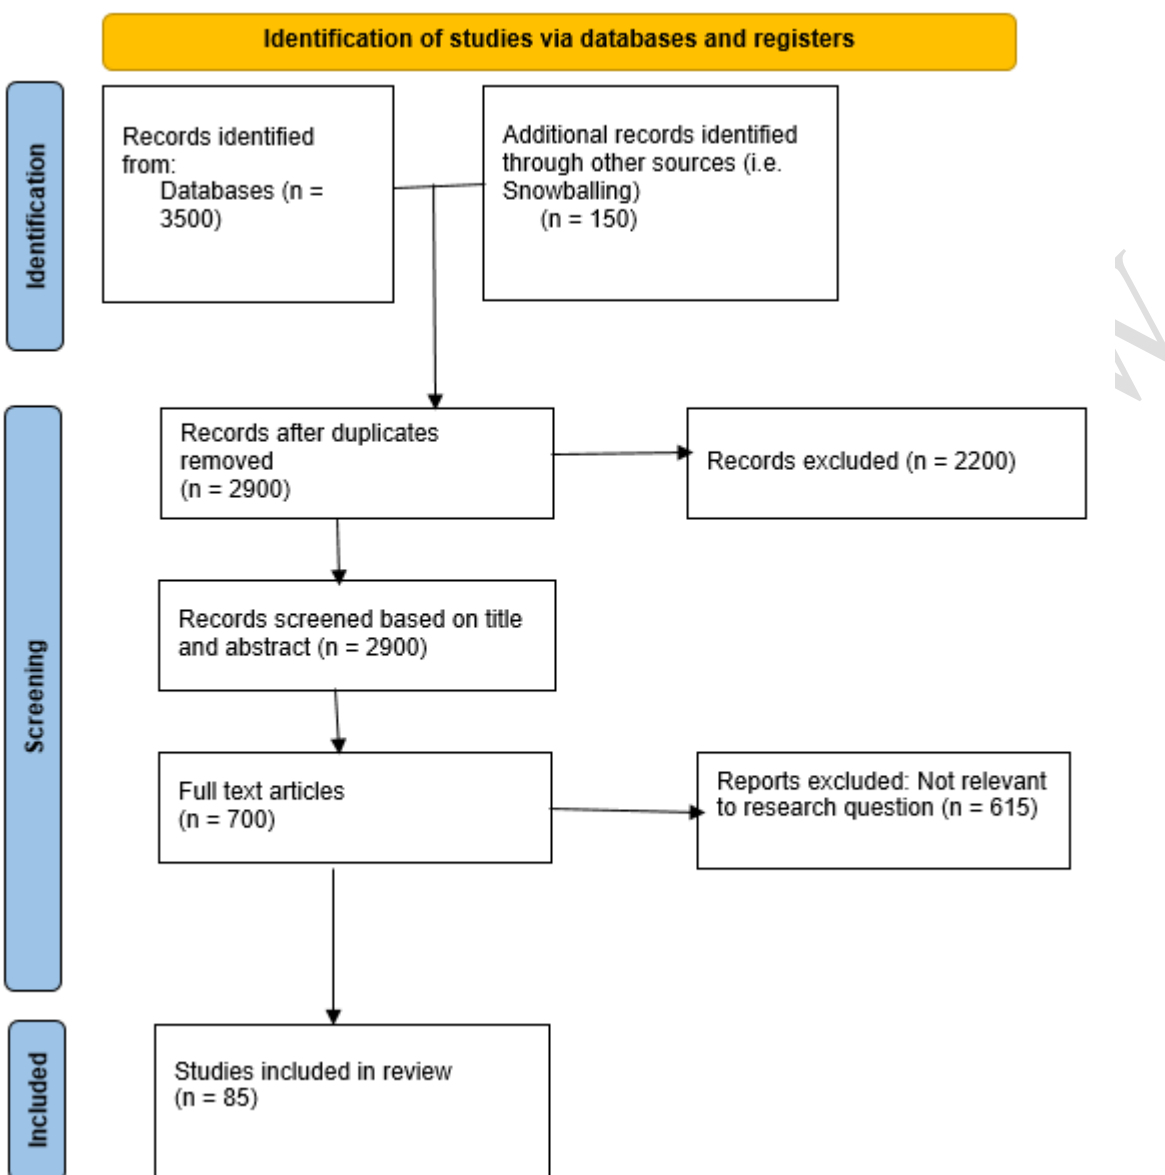 Identification of studies via databases and registers
Identification
Records identified
from:
Databases (n =
3500)
Additional records identified
through other sources (i.e.
Snowballing)
(n = 150)
Screening
Records after duplicates
removed
(n = 2900)
Records excluded (n = 2200)
Records screened based on title
and abstract (n = 2900)
Full text articles
(n = 700)
Reports excluded: Not relevant
to research question (n = 615)
Included
Studies included in review
(n = 85)